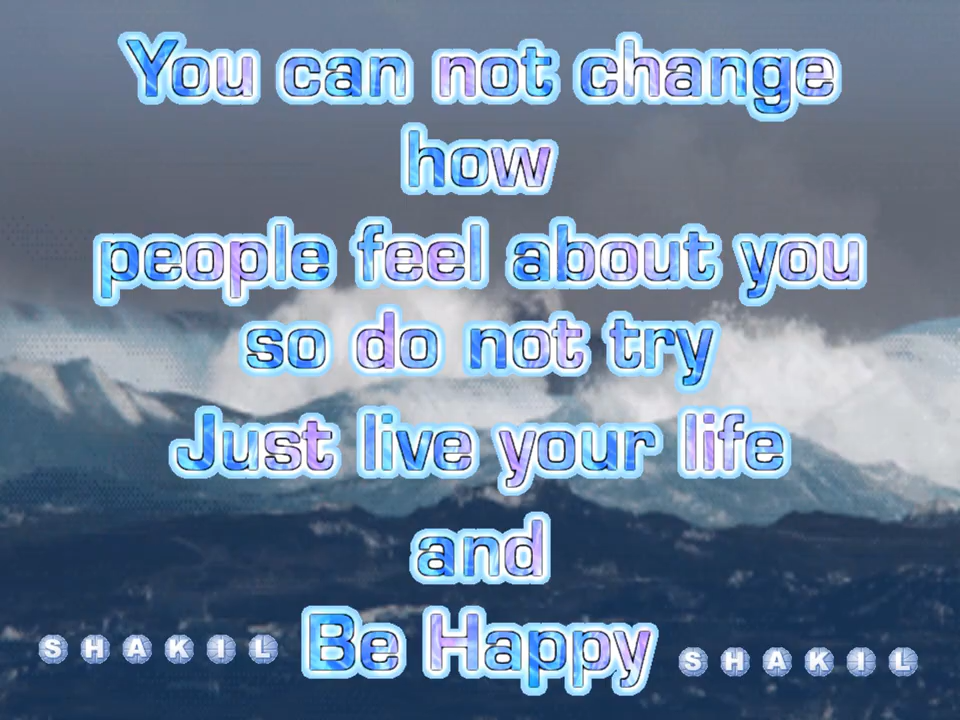 You can not change
how
people feel about you
so do not try
Just live your life
and
Be Happy
SHAKIL
SHAKIL